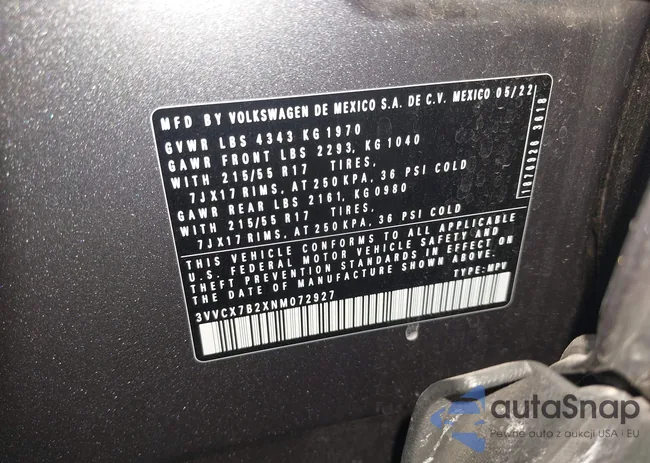 MFD BY VOLKSWAGEN DE MEXICO S.A. DE C.V. MEXICO 05/22
GVWR LBS 4343 KG 1970
GAWR FRONT LBS 2293, KG 1040
WITH 215/55 R17 TIRES,
7JX17 RIMS, AT 250 KPA, 36 PSI COLD
GAWR REAR LBS 2161, KG 0980
WITH 215/55 R17 TIRES,
7JX17 RIMS, AT 250 KPA, 36 PSI COLD
THIS VEHICLE CONFORMS TO ALL APPLICABLE
U.S. FEDERAL MOTOR VEHICLE SAFETY AND
THEFT PREVENTION STANDARDS IN EFFECT ON
THE DATE OF MANUFACTURE SHOWN ABOVE.
TYPE: MPV
3VVCX7B2XNM072927
autaSnap
Pewne auta z aukcji USA i EU